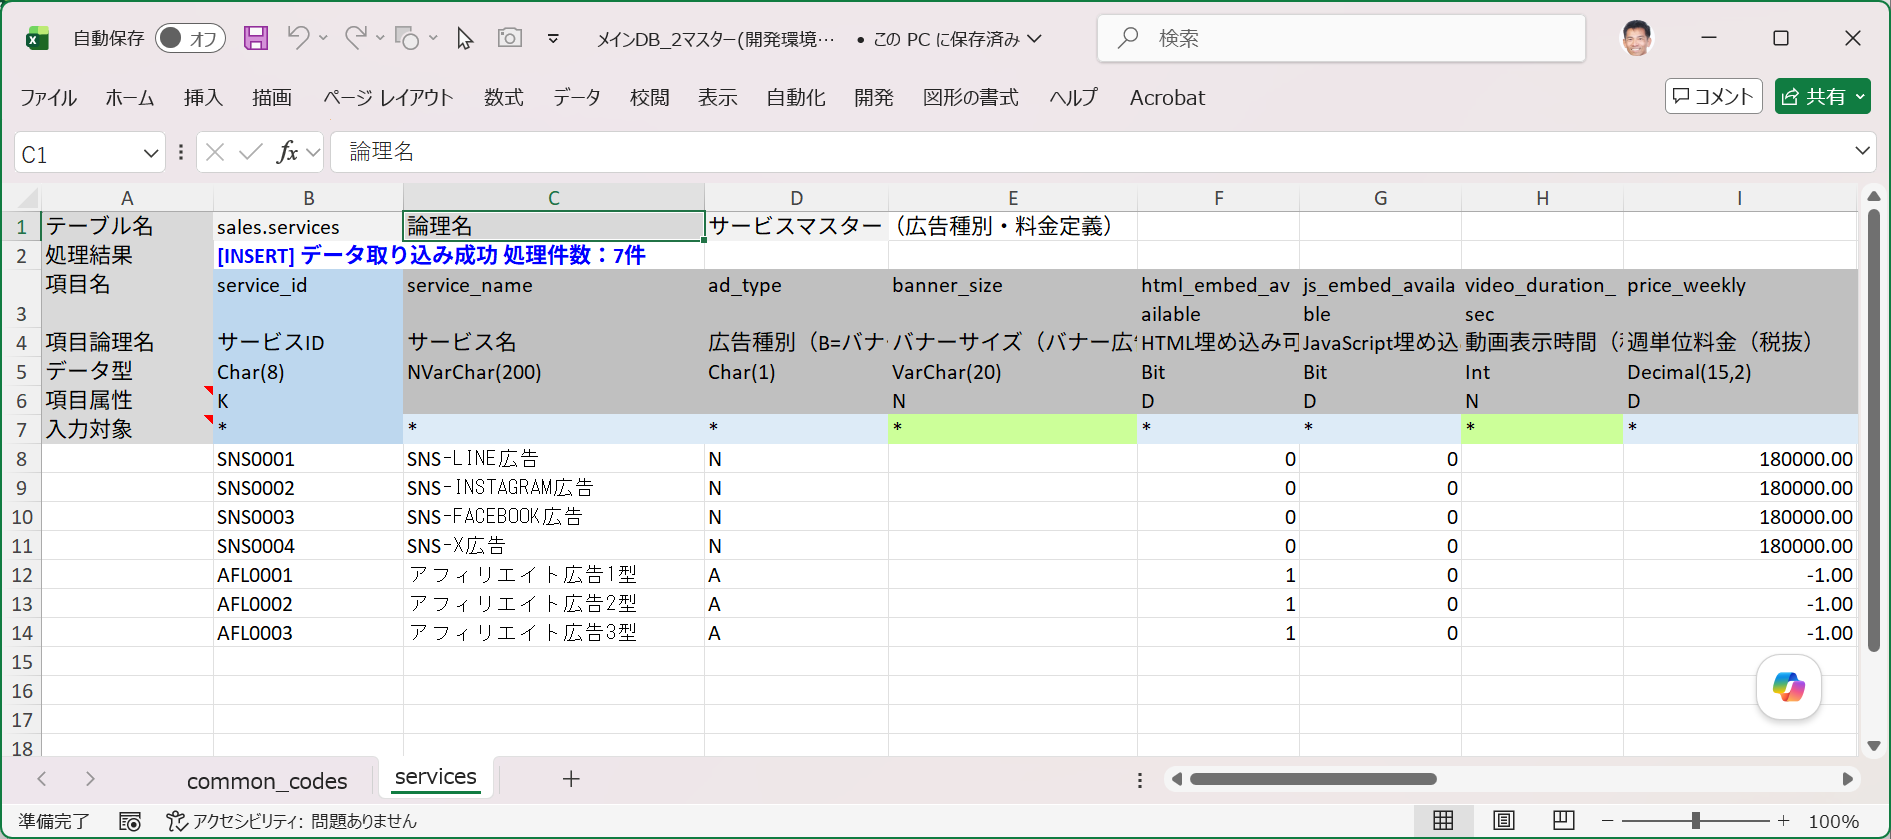 自動保存 オフ メインDB_2マスター(開発環境… • この PC に保存済み 検索
ファイル ホーム 挿入 描画 ページ レイアウト 数式 データ 校閲 表示 自動化 開発 図形の書式 ヘルプ Acrobat コメント 共有
C1 fx 論理名
A B C D E F G H I
1 テーブル名 sales.services 論理名 サービスマスター（広告種別・料金定義）
2 処理結果 [INSERT] データ取り込み成功 処理件数：7件
3 項目名 service_id service_name ad_type banner_size html_embed_available js_embed_available video_duration_sec price_weekly
4 項目論理名 サービスID サービス名 広告種別（B=バナ バナーサイズ（バナー広 HTML埋め込み可 JavaScript埋め込 動画表示時間（ 週単位料金（税抜）
5 データ型 Char(8) NVarChar(200) Char(1) VarChar(20) Bit Bit Int Decimal(15,2)
6 項目属性 K N D D N D
7 入力対象 * * * * * * * *
8 SNS0001 SNS-LINE広告 N 0 0 180000.00
9 SNS0002 SNS-INSTAGRAM広告 N 0 0 180000.00
10 SNS0003 SNS-FACEBOOK広告 N 0 0 180000.00
11 SNS0004 SNS-X広告 N 0 0 180000.00
12 AFL0001 アフィリエイト広告1型 A 1 0 -1.00
13 AFL0002 アフィリエイト広告2型 A 1 0 -1.00
14 AFL0003 アフィリエイト広告3型 A 1 0 -1.00
15
16
17
18
common_codes services
準備完了 アクセシビリティ: 問題ありません 100%